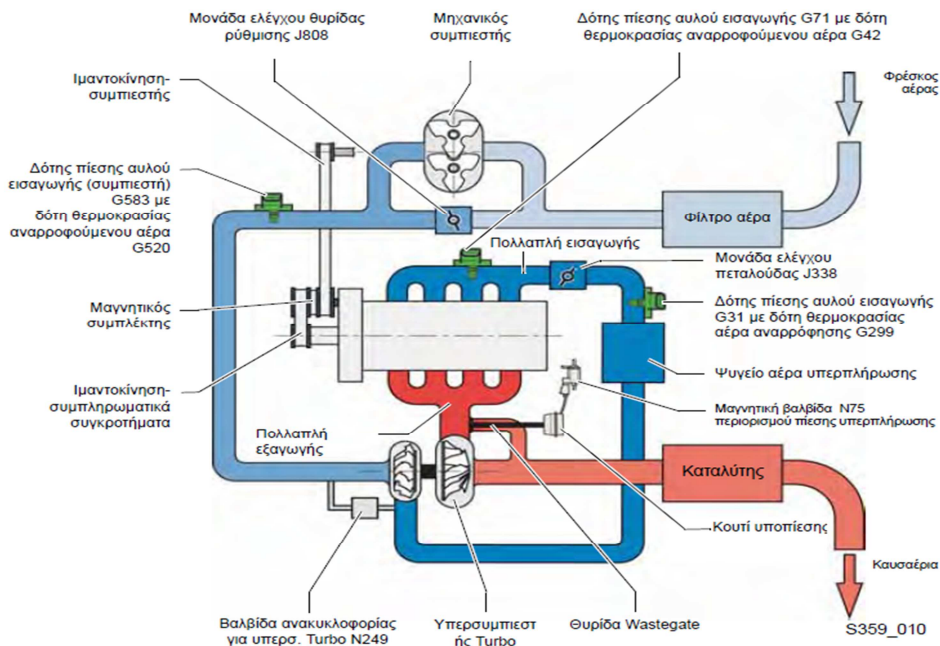 Μονάδα ελέγχου θυρίδας
ρύθμισης J808
Μηχανικός
συμπιεστής
Δότης πίεσης αυλού εισαγωγής G71 με δότη
θερμοκρασίας αναρροφούμενου αέρα G42
Ιμαντοκίνηση-
συμπιεστής
Φρέσκος
αέρας
Δότης πίεσης αυλού
εισαγωγής (συμπιεστή)
G583 με
δότη θερμοκρασίας
αναρροφούμενου αέρα
G520
Φίλτρο αέρα
Πολλαπλή εισαγωγής
Μονάδα ελέγχου
πεταλούδας J338
Μαγνητικός
συμπλέκτης
Δότης πίεσης αυλού εισαγωγής
G31 με δότη θερμοκρασίας
αέρα αναρρόφησης G299
Ψυγείο αέρα υπερπλήρωσης
Ιμαντοκίνηση-
συμπληρωματικά
συγκροτήματα
Μαγνητική βαλβίδα N75
περιορισμού πίεσης υπερπλήρωσης
Πολλαπλή
εξαγωγής
Καταλύτης
Κουτί υποπίεσης
Καυσαέρια
Βαλβίδα ανακυκλοφορίας
για υπερσ. Turbo N249
Υπερσυμπιεστ
ής Turbo
Θυρίδα Wastegate
S359_010